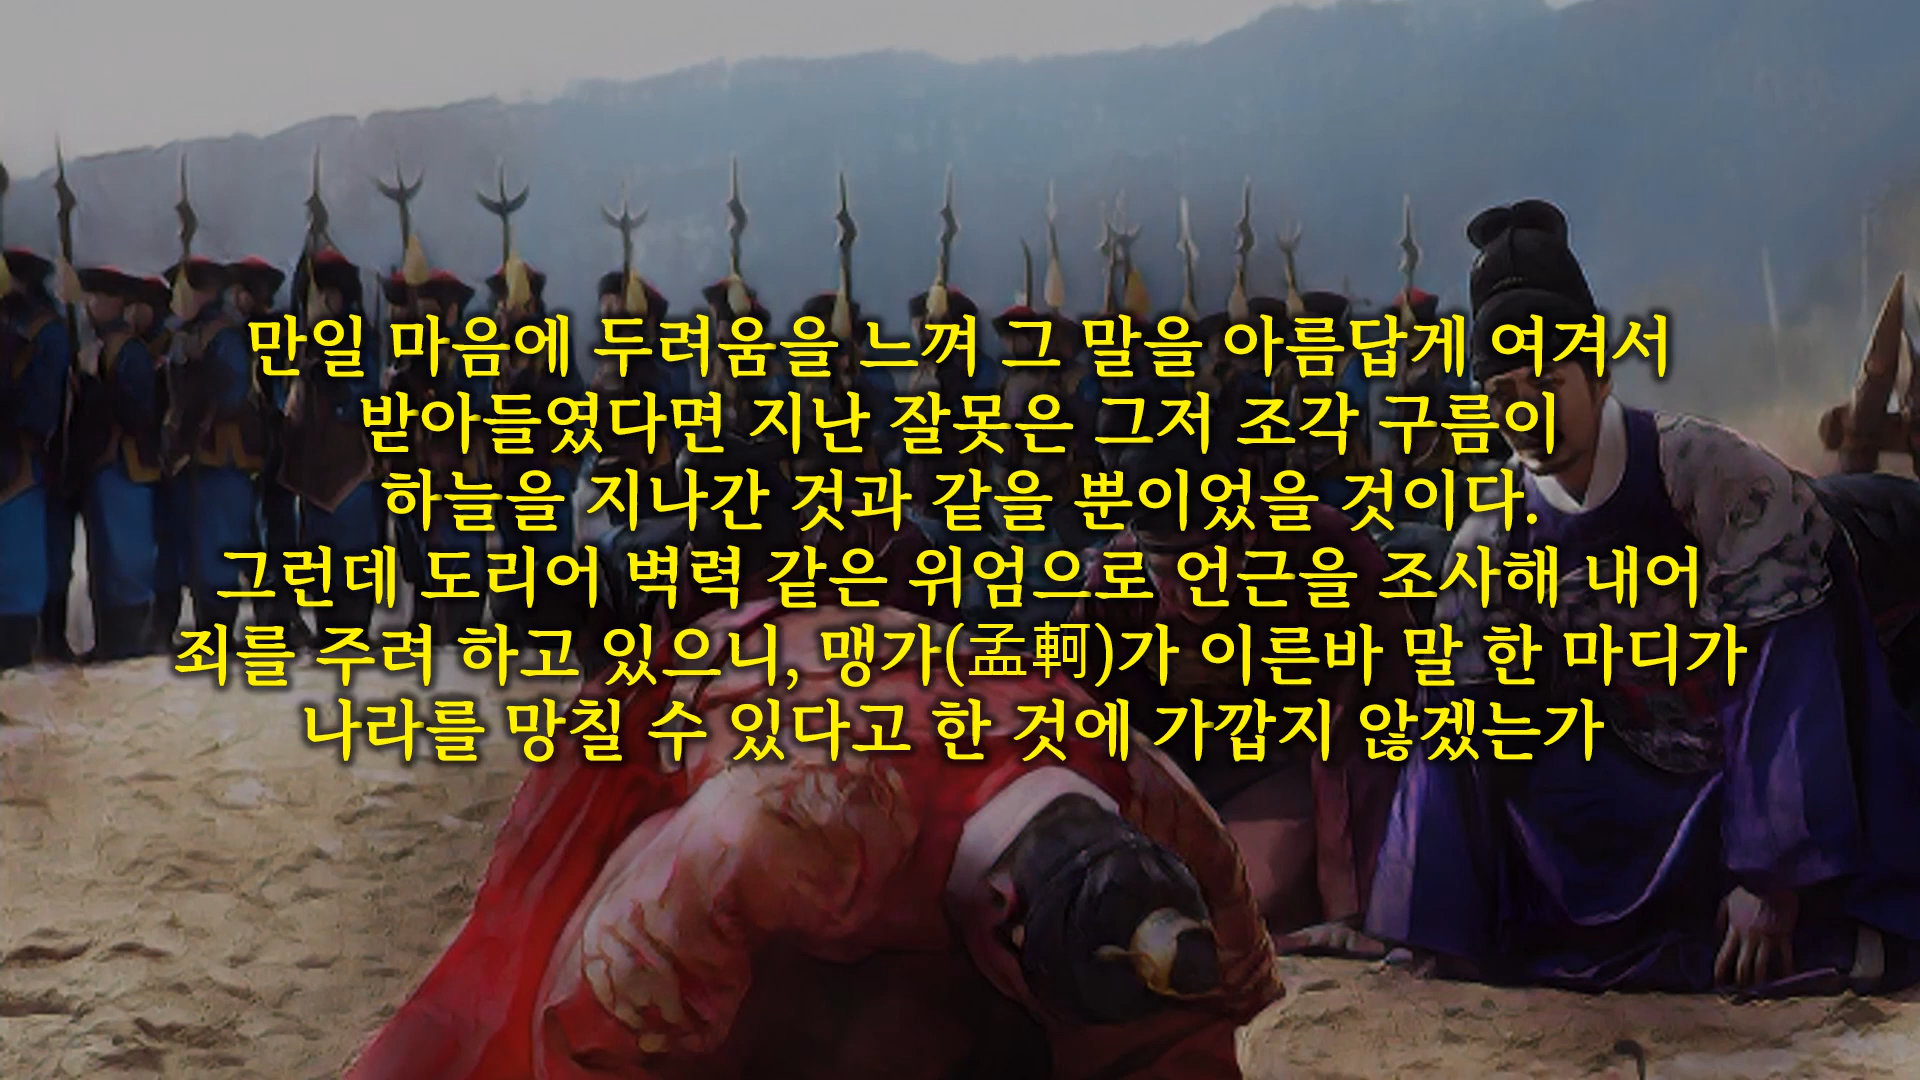 만일 마음에 두려움을 느껴 그 말을 아름답게 여겨서
받아들였다면 지난 잘못은 그저 조각 구름이
하늘을 지나간 것과 같을 뿐이었을 것이다.
그런데 도리어 벽력 같은 위엄으로 언근을 조사해 내어
죄를 주려 하고 있으니, 맹가(孟軻)가 이른바 말 한 마디가
나라를 망칠 수 있다고 한 것에 가깝지 않겠는가